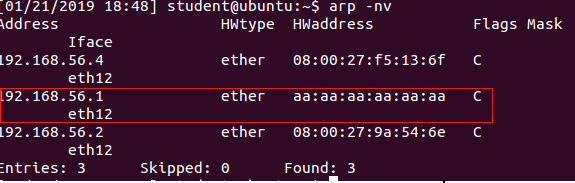 [01/21/2019 18:48] student@ubuntu:~$ arp -nv
Address HWtype HWaddress Flags Mask
Iface
192.168.56.4 ether 08:00:27:f5:13:6f C
eth12
192.168.56.1 ether aa:aa:aa:aa:aa:aa C
eth12
192.168.56.2 ether 08:00:27:9a:54:6e C
eth12
Entries: 3 Skipped: 0 Found: 3